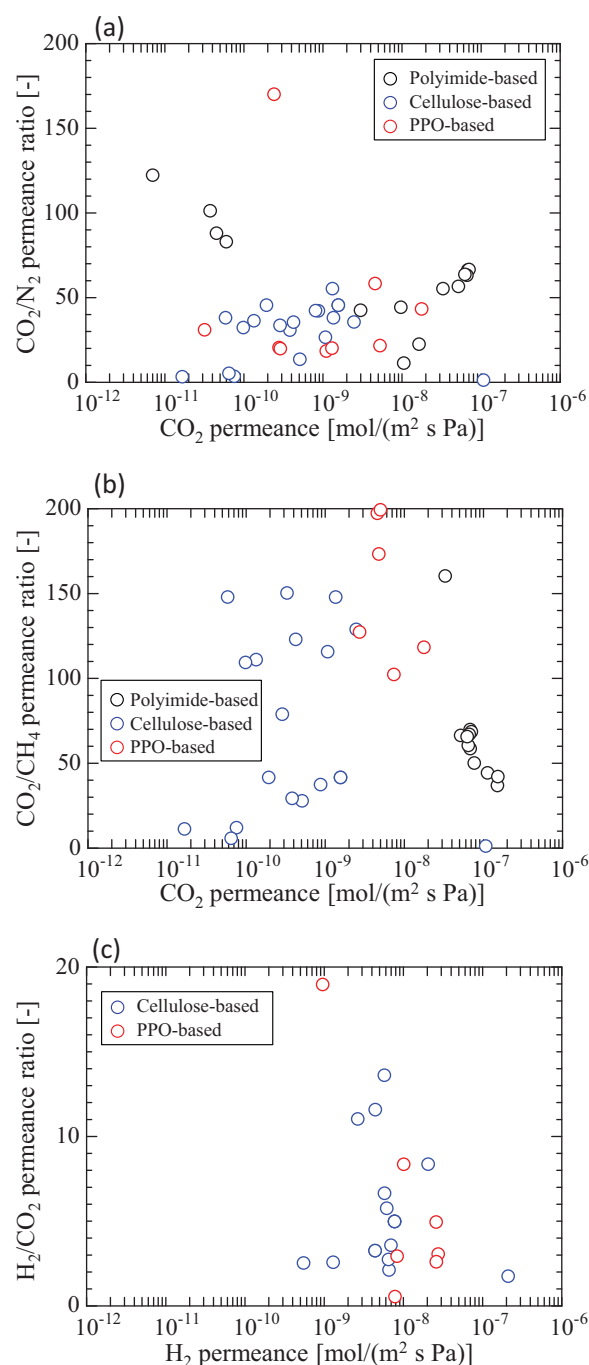 (a)
200
150
100
50
0
CO₂/N₂ permeance ratio [-]
Polyimide-based
Cellulose-based
PPO-based
10⁻¹² 10⁻¹¹ 10⁻¹⁰ 10⁻⁹ 10⁻⁸ 10⁻⁷ 10⁻⁶
CO₂ permeance [mol/(m² s Pa)]
(b)
200
150
100
50
0
CO₂/CH₄ permeance ratio [-]
Polyimide-based
Cellulose-based
PPO-based
10⁻¹² 10⁻¹¹ 10⁻¹⁰ 10⁻⁹ 10⁻⁸ 10⁻⁷ 10⁻⁶
CO₂ permeance [mol/(m² s Pa)]
(c)
20
10
0
H₂/CO₂ permeance ratio [-]
Cellulose-based
PPO-based
10⁻¹² 10⁻¹¹ 10⁻¹⁰ 10⁻⁹ 10⁻⁸ 10⁻⁷ 10⁻⁶
H₂ permeance [mol/(m² s Pa)]